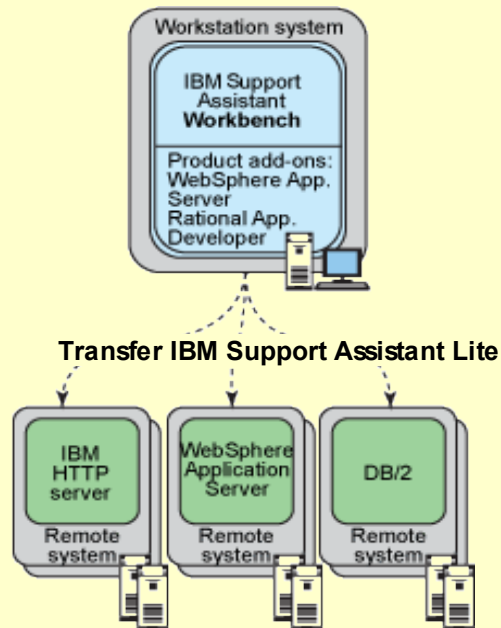 Workstation system
IBM Support
Assistant
Workbench
Product add-ons:
WebSphere App.
Server
Rational App.
Developer
Transfer IBM Support Assistant Lite
IBM
HTTP
server
Remote
system
WebSphere
Application
Server
Remote
system
DB/2
Remote
system